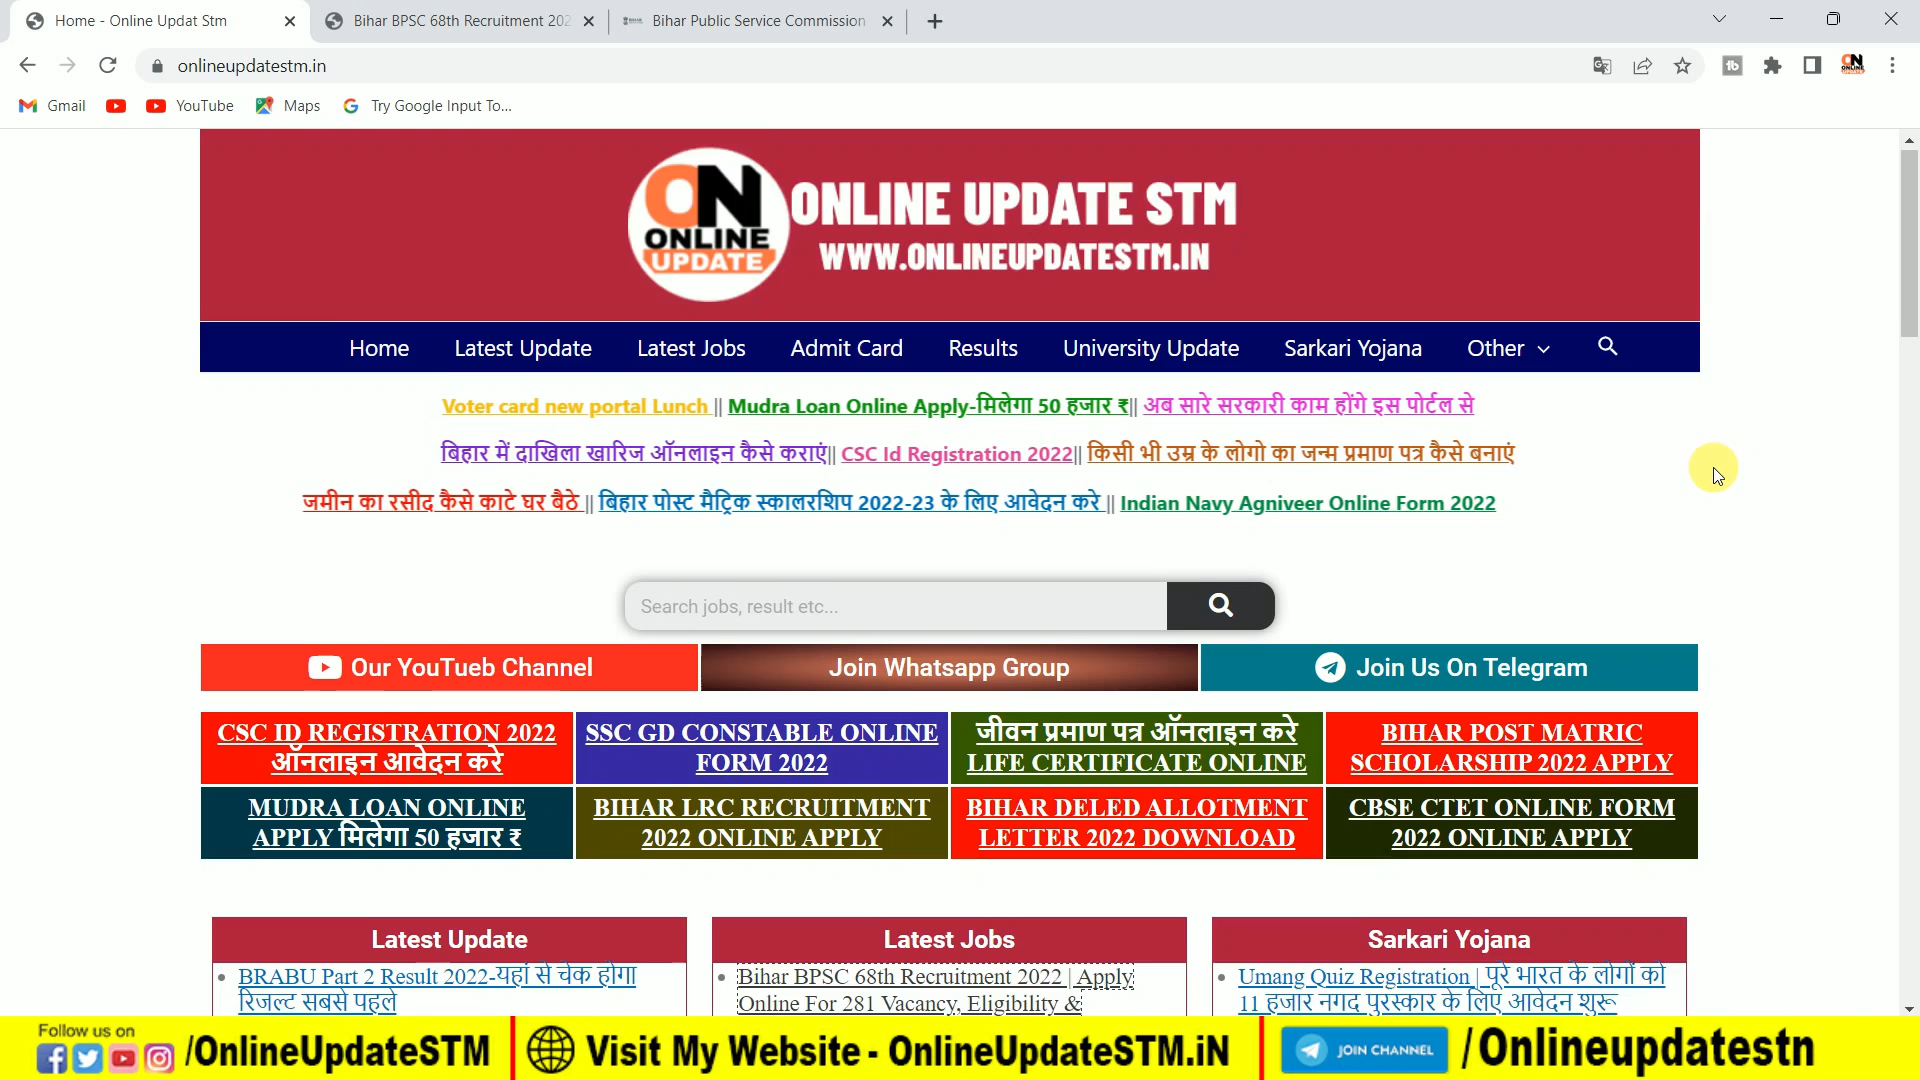 Home - Online Updat Stm
Bihar BPSC 68th Recruitment 202
Bihar Public Service Commission
onlineupdatestm.in
Gmail
YouTube
Maps
Try Google Input To...
ON
ONLINE
UPDATE
ONLINE UPDATE STM
WWW.ONLINEUPDATESTM.IN
Home Latest Update Latest Jobs Admit Card Results University Update Sarkari Yojana Other
Voter card new portal Lunch || Mudra Loan Online Apply-मिलेगा 50 हजार ₹|| अब सारे सरकारी काम होंगे इस पोर्टल से
बिहार में दाखिला खारिज ऑनलाइन कैसे कराएं|| CSC Id Registration 2022|| किसी भी उम्र के लोगो का जन्म प्रमाण पत्र कैसे बनाएं
जमीन का रसीद कैसे काटे घर बैठे || बिहार पोस्ट मैट्रिक स्कालरशिप 2022-23 के लिए आवेदन करे || Indian Navy Agniveer Online Form 2022
Search jobs, result etc...
Our YouTueb Channel
Join Whatsapp Group
Join Us On Telegram
CSC ID REGISTRATION 2022
ऑनलाइन आवेदन करे
SSC GD CONSTABLE ONLINE
FORM 2022
जीवन प्रमाण पत्र ऑनलाइन करे
LIFE CERTIFICATE ONLINE
BIHAR POST MATRIC
SCHOLARSHIP 2022 APPLY
MUDRA LOAN ONLINE
APPLY मिलेगा 50 हजार ₹
BIHAR LRC RECRUITMENT
2022 ONLINE APPLY
BIHAR DELED ALLOTMENT
LETTER 2022 DOWNLOAD
CBSE CTET ONLINE FORM
2022 ONLINE APPLY
Latest Update
BRABU Part 2 Result 2022-यहां से चेक होगा
रिजल्ट सबसे पहले
Latest Jobs
Bihar BPSC 68th Recruitment 2022 | Apply
Online For 281 Vacancy, Eligibility &
Sarkari Yojana
Umang Quiz Registration | पूरे भारत के लोगों को
11 हजार नगद पुरस्कार के लिए आवेदन शुरू
Follow us on
/OnlineUpdateSTM
Visit My Website - OnlineUpdateSTM.iN
JOIN CHANNEL
/Onlineupdatestn